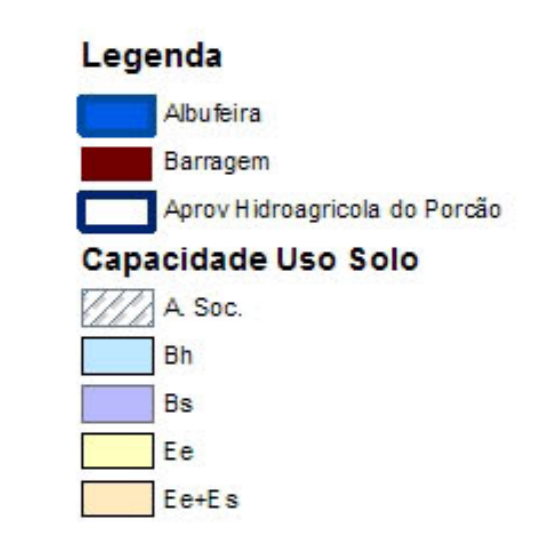 Legenda
Albufeira
Barragem
Aprov Hidroagricola do Porcão
Capacidade Uso Solo
A. Soc.
Bh
Bs
Ee
Ee+Es